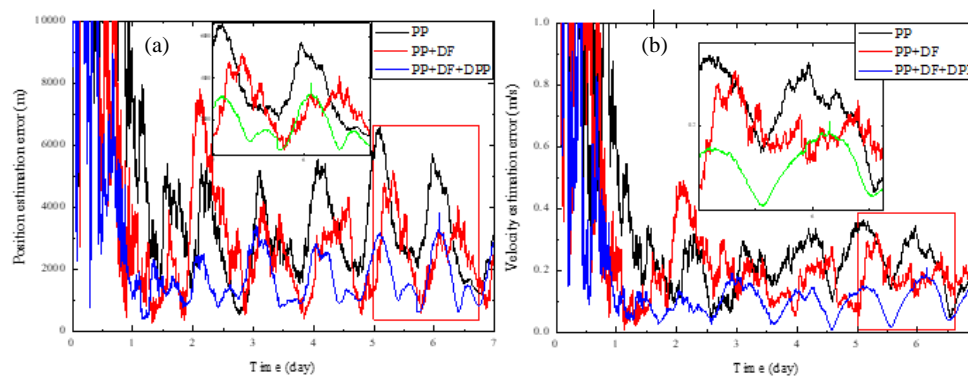 10000
8000
6000
4000
2000
0
Position estimation error (m)
(a)
PP
PP+DF
PP+DF+DPP
6
0 1 2 3 4 5 6 7
Time (day)
1.0
0.8
0.6
0.4
0.2
0.0
Velocity estimation error (m/s)
(b)
PP
PP+DF
6
0 1 2 3 4 5 6
Time (day)